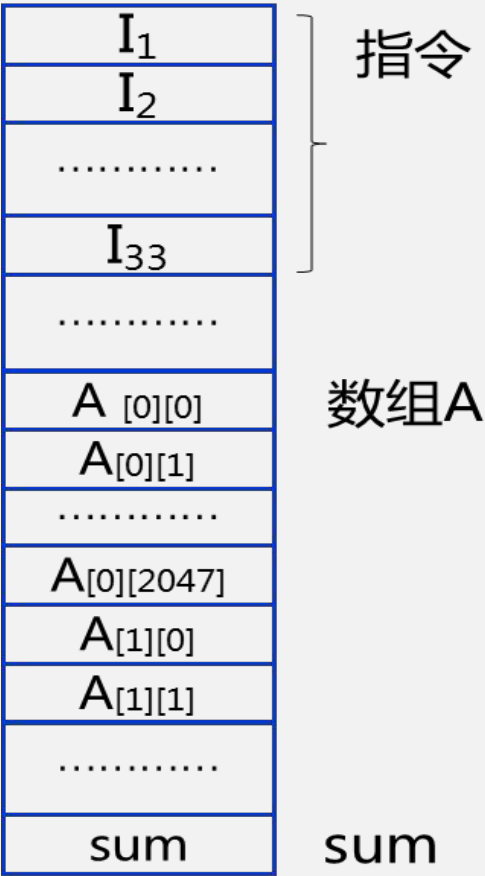 I₁
指令
I₂
…………
I₃₃
…………
A [0][0]
数组A
A[0][1]
…………
A[0][2047]
A[1][0]
A[1][1]
…………
sum
sum